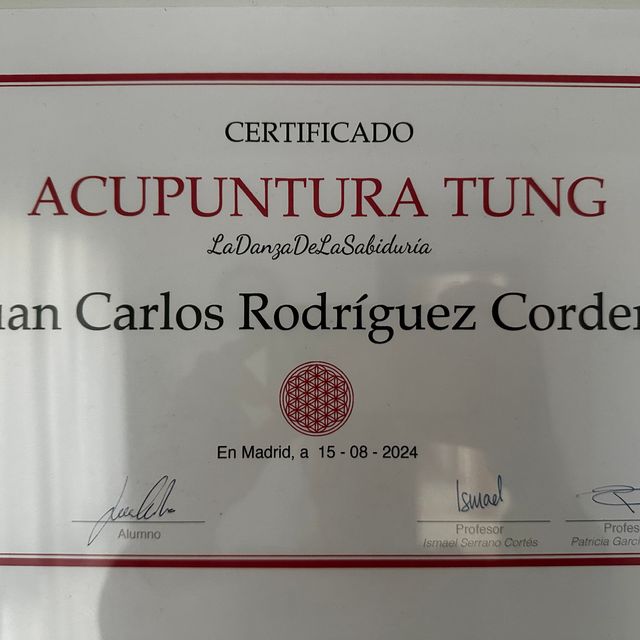 CERTIFICADO
ACUPUNTURA TUNG
LaDanzaDeLaSabiduría
uan Carlos Rodríguez Corder
En Madrid, a 15 - 08 - 2024
Ismael
Alumno
Profesor
Profes
Ismael Serrano Cortés
Patricia Garci